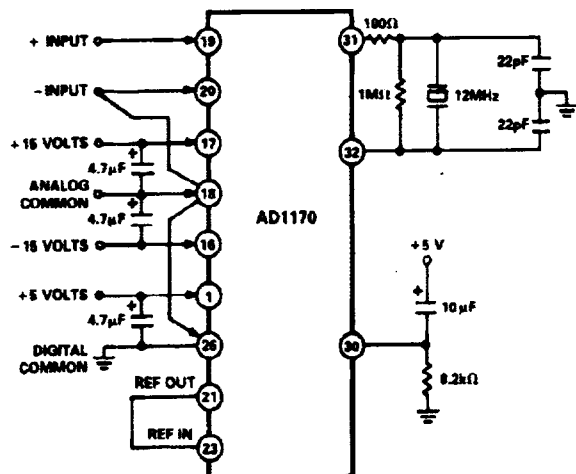 + INPUT
19
- INPUT
20
+15 VOLTS
17
4.7μF
ANALOG
COMMON
18
4.7μF
-15 VOLTS
16
+5 VOLTS
1
4.7μF
DIGITAL
COMMON
26
REF OUT
21
REF IN
23
AD1170
31
180Ω
1MΩ
12MHz
22pF
22pF
32
+5 V
+
10μF
30
8.2kΩ
+
+
+